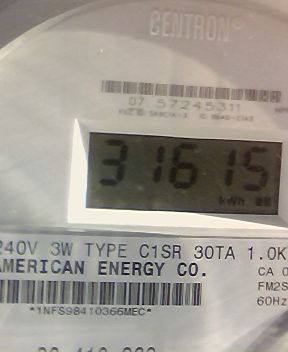 CENTRON®
07 57245311
31615
kWh
240V 3W TYPE C1SR 30TA 1.0K
AMERICAN ENERGY CO.
CA 0
FM2S
60Hz
*1NFS98410366MEC*